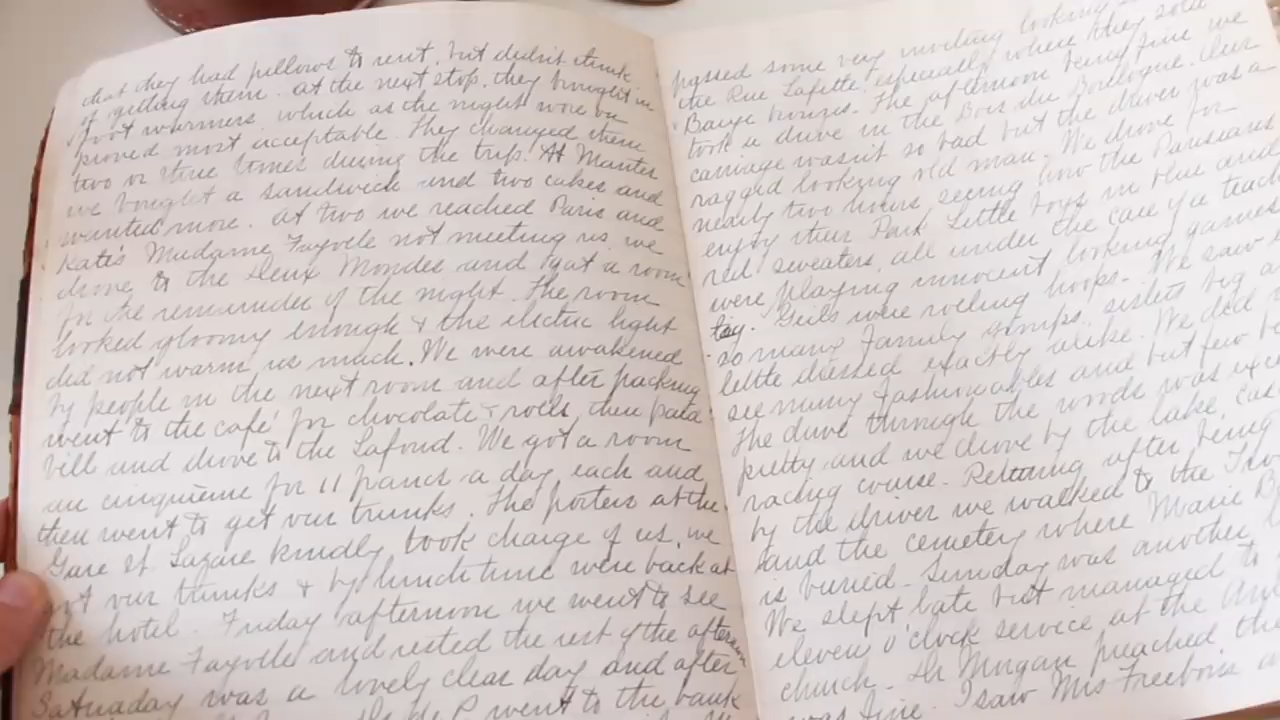 that they had pillows to rent, but didn't think
of getting them. At the next stop, they brought in
foot warmers which as the night wore on
proved most acceptable. They changed them
two or three times during the trip. At Mantes
we bought a sandwich and two cakes and
wanted more. At two we reached Paris and
Katie's Madame Fayolle not meeting us we
drove to the Deux Mondes and got a room
for the remainder of the night. The room
looked gloomy enough & the electric light
did not warm us much. We were awakened
by people in the next room and after packing
went to the café for chocolate & rolls, then paid
bill and drove to the Lafond. We got a room
au cinquième for 11 francs a day each and
then went to get our trunks. The porters at the
Gare St Lazare kindly took charge of us, we
got our trunks & by lunch time were back at
the hotel. Friday afternoon we went to see
Madame Fayolle and rested the rest of the afternoon
Saturday was a lovely clear day and after
P. went to the bank
passed some very inviting looking
the Rue Lafitte, especially where they sold
Barye bronzes. The afternoon being fine we
took a drive in the Bois du Boulogne. Our
carriage wasn't so bad but the driver was a
ragged looking old man. We drove for
nearly two hours seeing how the Parisians
enjoy their Park. Little boys in blue and
red sweaters, all under the care of a teach
were playing innocent looking games
tag. Girls were rolling hoops. We saw
so many family groups, sisters big a
little dressed exactly alike. We did n
see many fashionables and but few
The drive through the woods was exce
pretty and we drove by the lake, cas
racing course. Retting after being
by the driver we walked to the Tro
and the cemetery where Marie B
is buried. Sunday was another
We slept late but managed to
eleven o'clock service at the Am
church. Dr Morgan preached the
was fine. I saw Mrs Freeborn a